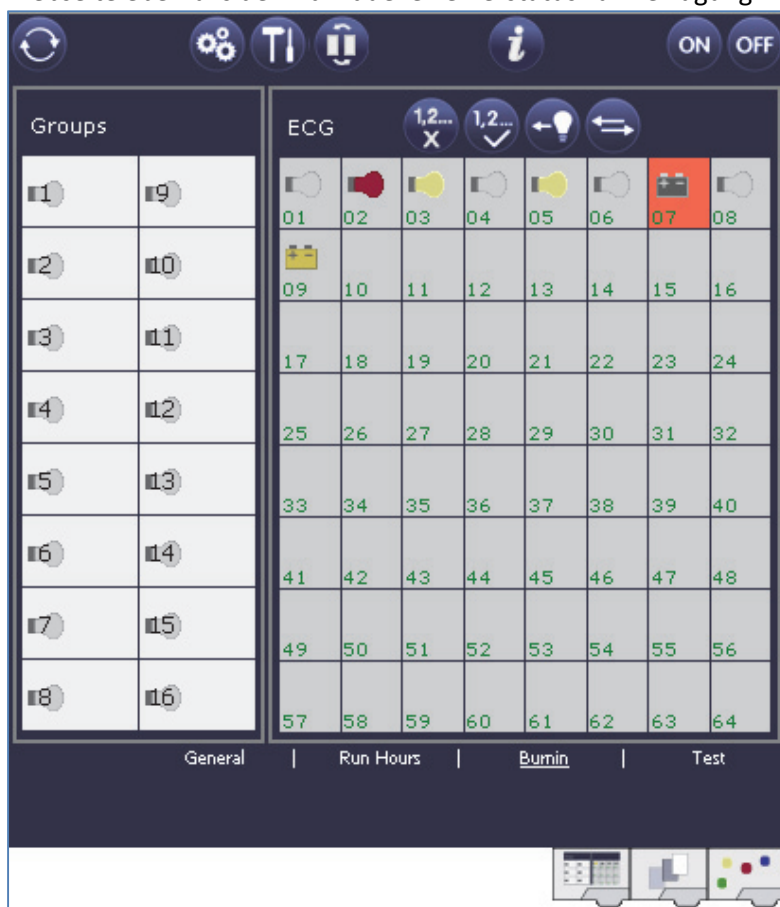 ON OFF
Groups
ECG 1,2... X 1,2...
1 9
01 02 03 04 05 06 07 08
2 10
09 10 11 12 13 14 15 16
3 11
17 18 19 20 21 22 23 24
4 12
25 26 27 28 29 30 31 32
5 13
33 34 35 36 37 38 39 40
6 14
41 42 43 44 45 46 47 48
7 15
49 50 51 52 53 54 55 56
8 16
57 58 59 60 61 62 63 64
General | Run Hours | Burnin | Test